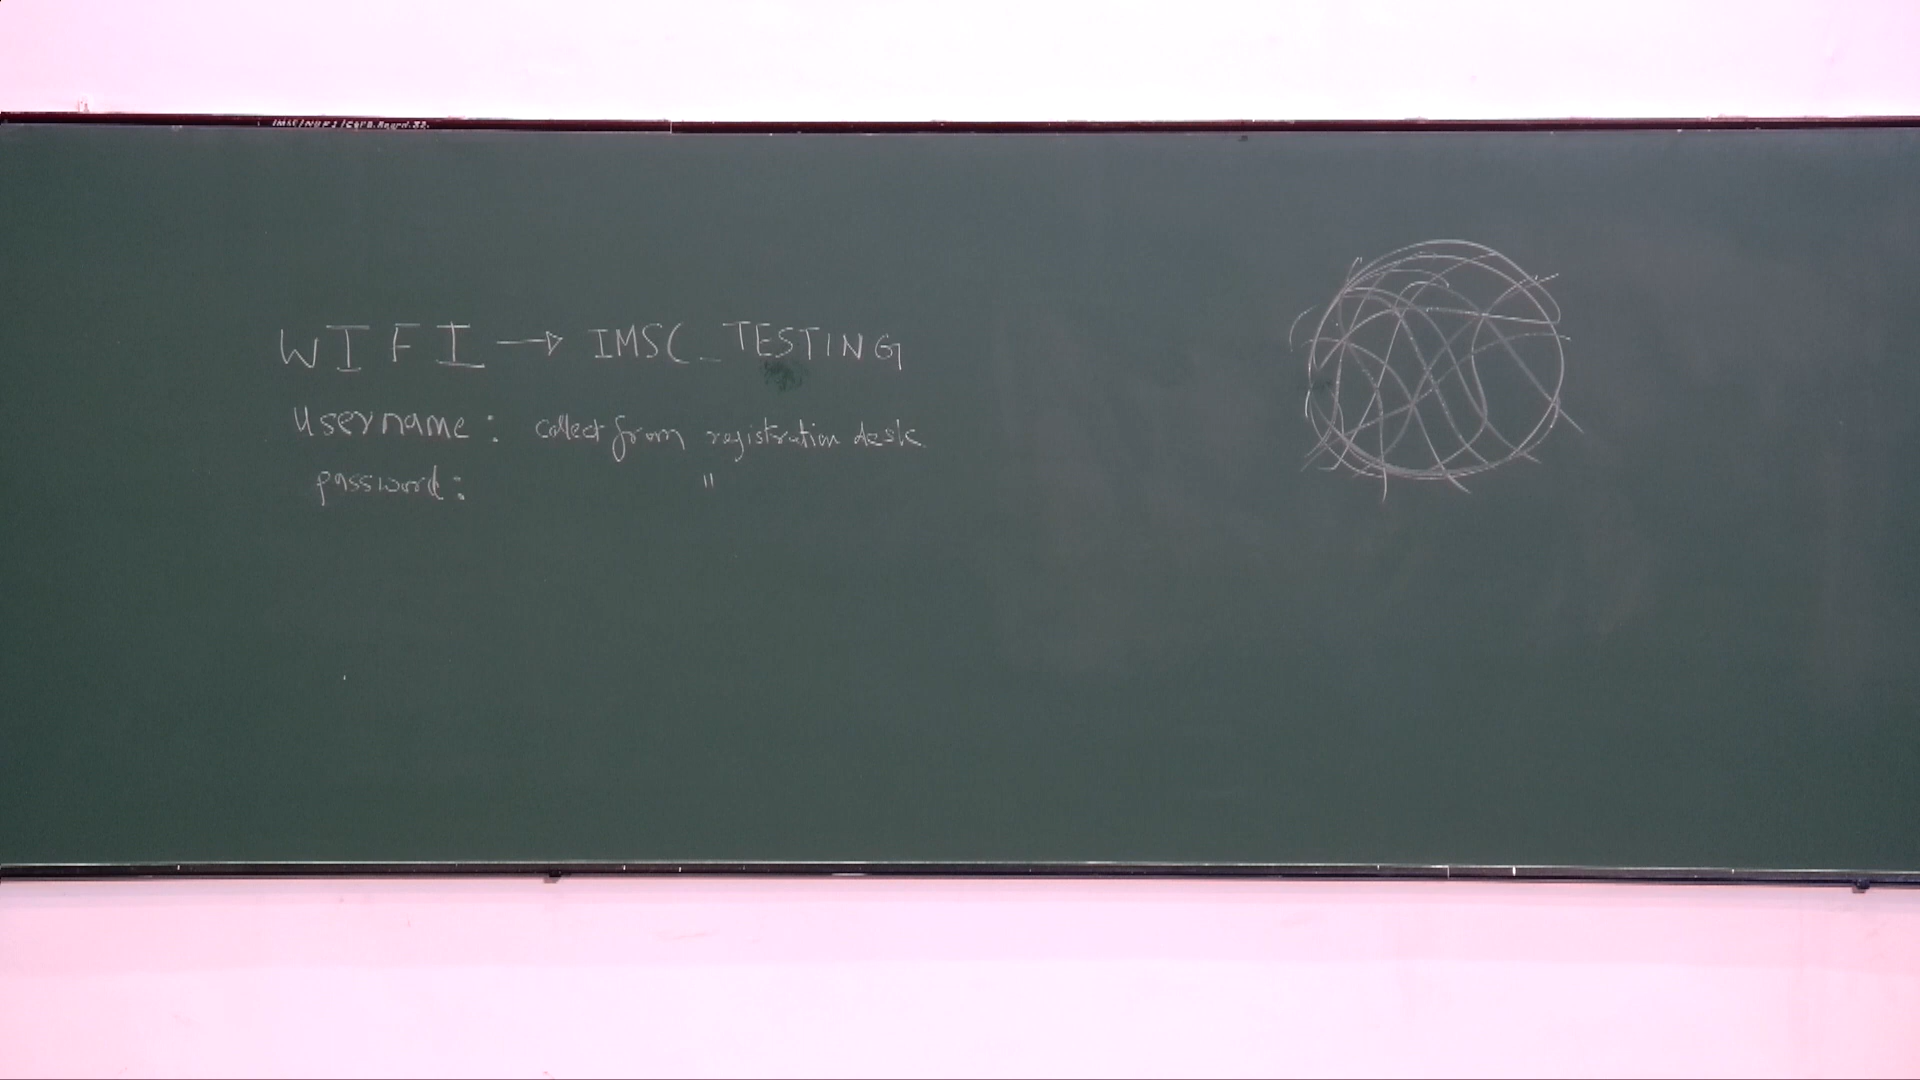 WIFI → IMSC_TESTING
Username: collect from registration desk
password: "